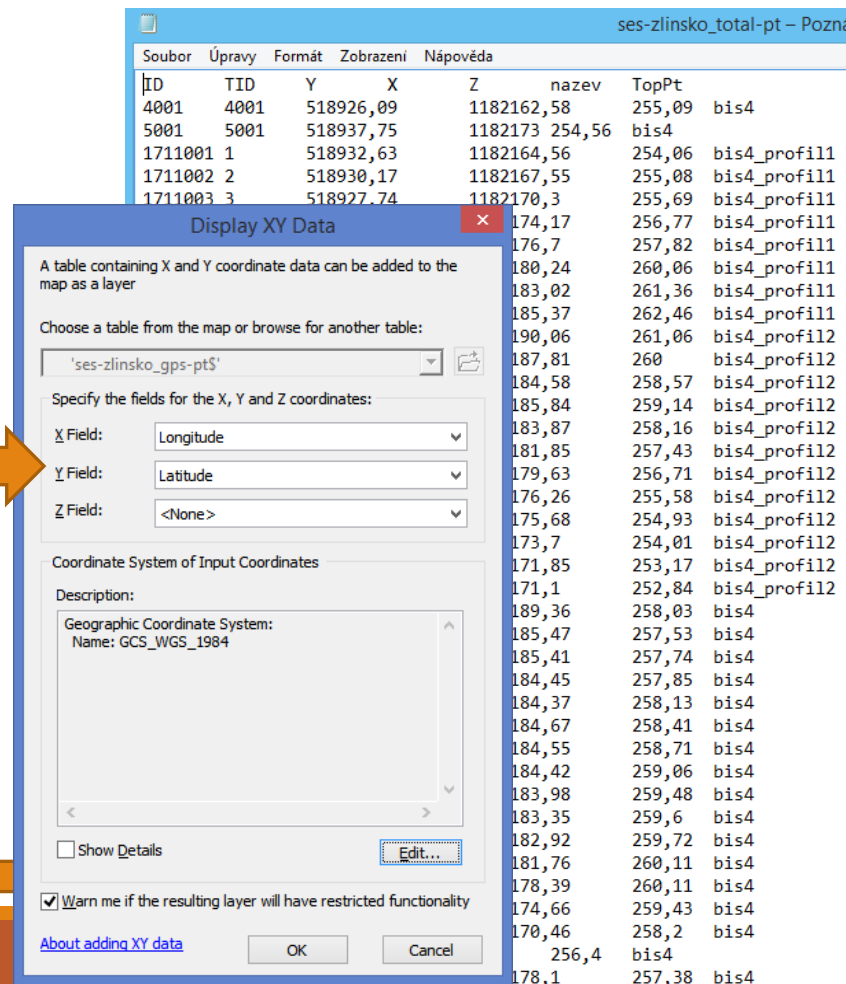 ses-zlinsko_total-pt – Pozná
Soubor Úpravy Formát Zobrazení Nápověda
ID TID Y X Z nazev TopPt
4001 4001 518926,09 1182162,58 255,09 bis4
5001 5001 518937,75 1182173 254,56 bis4
1711001 1 518932,63 1182164,56 254,06 bis4_profil1
1711002 2 518930,17 1182167,55 255,08 bis4_profil1
1711003 3 518927,74 1182170,3 255,69 bis4_profil1
174,17 256,77 bis4_profil1
176,7 257,82 bis4_profil1
180,24 260,06 bis4_profil1
183,02 261,36 bis4_profil1
185,37 262,46 bis4_profil1
190,06 261,06 bis4_profil2
187,81 260 bis4_profil2
184,58 258,57 bis4_profil2
185,84 259,14 bis4_profil2
183,87 258,16 bis4_profil2
181,85 257,43 bis4_profil2
179,63 256,71 bis4_profil2
176,26 255,58 bis4_profil2
175,68 254,93 bis4_profil2
173,7 254,01 bis4_profil2
171,85 253,17 bis4_profil2
171,1 252,84 bis4_profil2
189,36 258,03 bis4
185,47 257,53 bis4
185,41 257,74 bis4
184,45 257,85 bis4
184,37 258,13 bis4
184,67 258,41 bis4
184,55 258,71 bis4
184,42 259,06 bis4
183,98 259,48 bis4
183,35 259,6 bis4
182,92 259,72 bis4
181,76 260,11 bis4
178,39 260,11 bis4
174,66 259,43 bis4
170,46 258,2 bis4
256,4 bis4
178,1 257,38 bis4
Display XY Data
A table containing X and Y coordinate data can be added to the
map as a layer
Choose a table from the map or browse for another table:
'ses-zlinsko_gps-pt$'
Specify the fields for the X, Y and Z coordinates:
X Field: Longitude
Y Field: Latitude
Z Field: <None>
Coordinate System of Input Coordinates
Description:
Geographic Coordinate System:
Name: GCS_WGS_1984
Show Details Edit...
Warn me if the resulting layer will have restricted functionality
About adding XY data OK Cancel